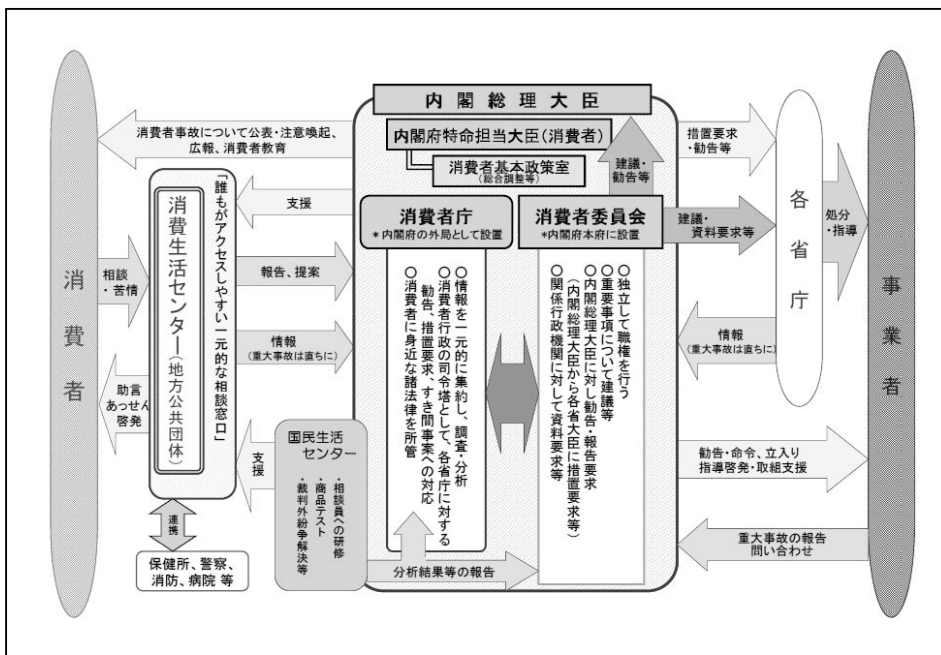 内閣総理大臣
内閣府特命担当大臣（消費者）
消費者基本政策室
（総合調整等）
建議・
勧告等
消費者庁
*内閣府の外局として設置
消費者委員会
*内閣府本府に設置
○情報を一元的に集約し、調査・分析
○消費者行政の司令塔として、各省庁に対する
勧告、措置要求、すき間事案への対応
○消費者に身近な諸法律を所管
○独立して職権を行う
○重要事項について建議等
○内閣総理大臣に対し勧告・報告要求
（内閣総理大臣から各省大臣に措置要求等）
○関係行政機関に対して資料要求等
消費者
消費者事故について公表・注意喚起、
広報、消費者教育
「誰もがアクセスしやすい一元的な相談窓口」
消費生活センター（地方公共団体）
相談
・苦情
助言
あっせん
啓発
支援
報告、提案
情報
（重大事故は直ちに）
支援
連携
保健所、警察、
消防、病院 等
国民生活
センター
・相談員への研修
・商品テスト
・裁判外紛争解決等
分析結果等の報告
措置要求
・勧告等
建議・
資料要求等
各省庁
処分
・指導
情報
（重大事故は直ちに）
勧告・命令、立入り
指導啓発・取組支援
重大事故の報告
問い合わせ
事業者